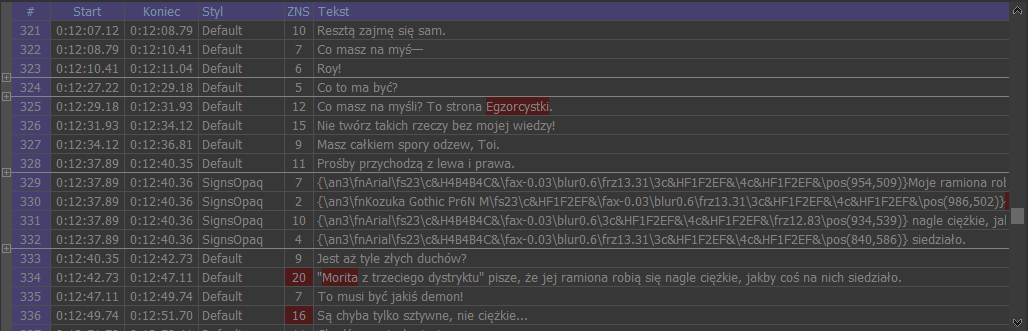 # Start Koniec Styl ZNS Tekst
321 0:12:07.12 0:12:08.79 Default 10 Resztą zajmę się sam.
322 0:12:08.79 0:12:10.41 Default 7 Co masz na myś—
323 0:12:10.41 0:12:11.04 Default 6 Roy!
324 0:12:27.22 0:12:29.18 Default 5 Co to ma być?
325 0:12:29.18 0:12:31.93 Default 12 Co masz na myśli? To strona Egzorcystki.
326 0:12:31.93 0:12:34.12 Default 15 Nie twórz takich rzeczy bez mojej wiedzy!
327 0:12:34.12 0:12:36.81 Default 9 Masz całkiem spory odzew, Toi.
328 0:12:37.89 0:12:40.35 Default 11 Prośby przychodzą z lewa i prawa.
329 0:12:37.89 0:12:40.36 SignsOpaq 7 {\an3\fnArial\fs23\c&H4B4B4C&\fax-0.03\blur0.6\frz13.31\3c&HF1F2EF&\4c&HF1F2EF&\pos(954,509)}Moje ramiona rob
330 0:12:37.89 0:12:40.36 SignsOpaq 2 {\an3\fnKozuka Gothic Pr6N M\fs23\c&HF1F2EF&\fax-0.03\blur0.6\frz13.31\3c&HF1F2EF&\4c&HF1F2EF&\pos(986,502)}
331 0:12:37.89 0:12:40.36 SignsOpaq 10 {\an3\fnArial\fs23\c&H4B4B4C&\fax-0.03\blur0.6\3c&HF1F2EF&\4c&HF1F2EF&\frz12.83\pos(934,539)} nagle ciężkie, jak
332 0:12:37.89 0:12:40.36 SignsOpaq 4 {\an3\fnArial\fs23\c&H4B4B4C&\fax-0.03\blur0.6\frz13.31\3c&HF1F2EF&\4c&HF1F2EF&\pos(840,586)} siedziało.
333 0:12:40.35 0:12:42.73 Default 9 Jest aż tyle złych duchów?
334 0:12:42.73 0:12:47.11 Default 20 "Morita z trzeciego dystryktu" pisze, że jej ramiona robią się nagle ciężkie, jakby coś na nich siedziało.
335 0:12:47.11 0:12:49.74 Default 7 To musi być jakiś demon!
336 0:12:49.74 0:12:51.70 Default 16 Są chyba tylko sztywne, nie ciężkie...